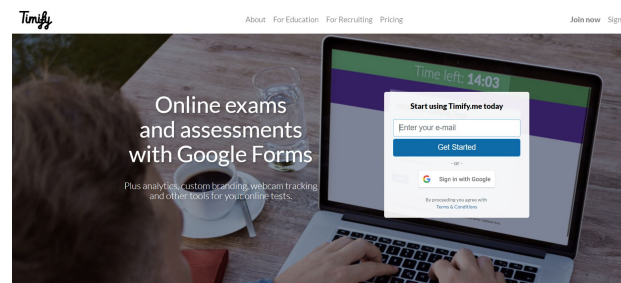 Timify
About For Education For Recruiting Pricing
Join now Sign
Time left: 14:03
Online exams
and assessments
with Google Forms
Plus analytics, custom branding, webcam tracking
and other tools for your online tests.
Start using Timify.me today
Enter your e-mail
Get Started
- or -
Sign in with Google
By proceeding you agree with
Terms & Conditions